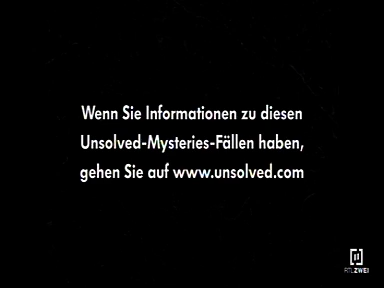 Wenn Sie Informationen zu diesen
Unsolved-Mysteries-Fällen haben,
gehen Sie auf www.unsolved.com
RTLZWEI